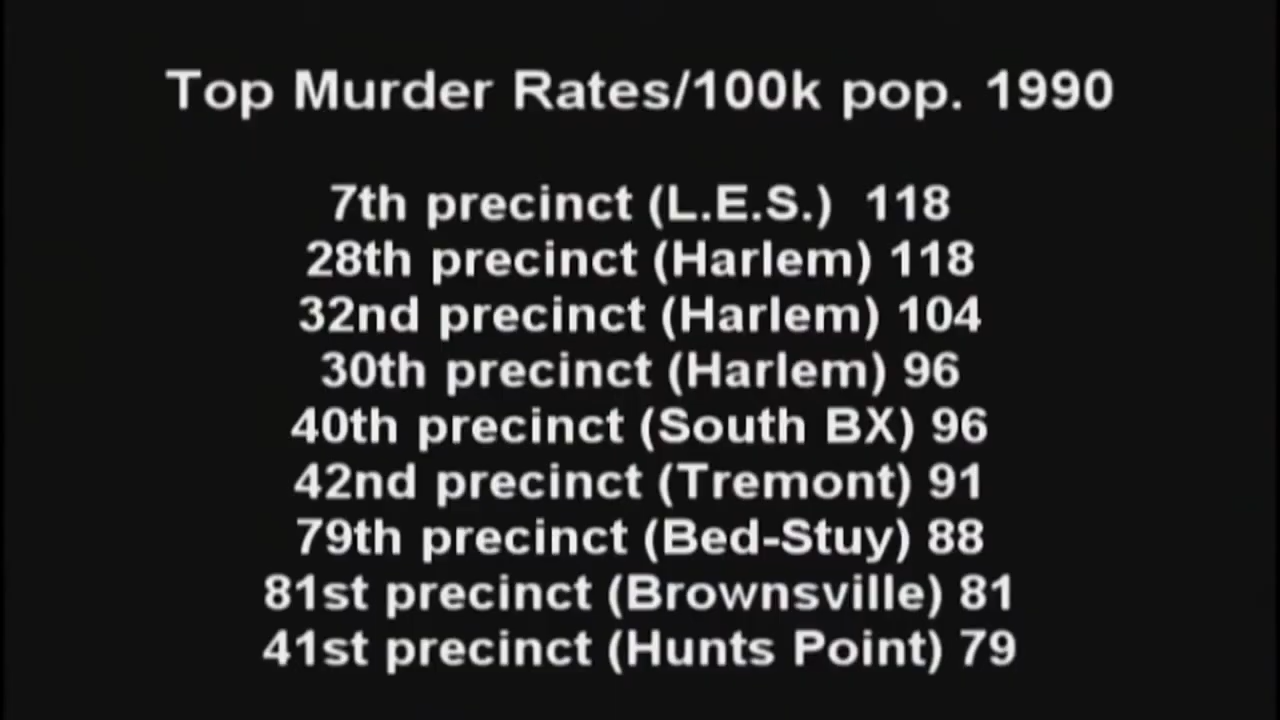 Top Murder Rates/100k pop. 1990
7th precinct (L.E.S.) 118
28th precinct (Harlem) 118
32nd precinct (Harlem) 104
30th precinct (Harlem) 96
40th precinct (South BX) 96
42nd precinct (Tremont) 91
79th precinct (Bed-Stuy) 88
81st precinct (Brownsville) 81
41st precinct (Hunts Point) 79